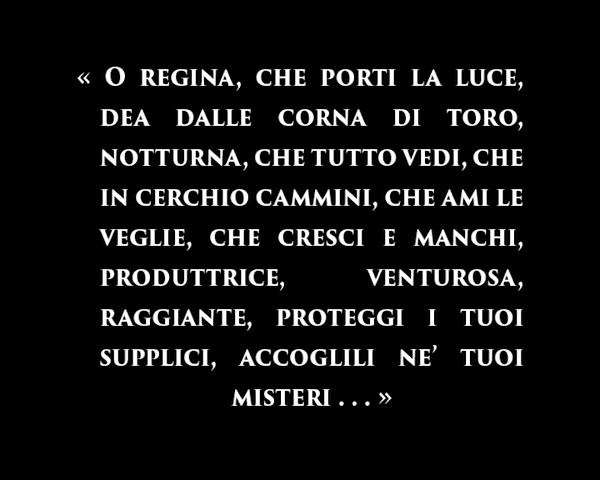 « O REGINA, CHE PORTI LA LUCE,
DEA DALLE CORNA DI TORO,
NOTTURNA, CHE TUTTO VEDI, CHE
IN CERCHIO CAMMINI, CHE AMI LE
VEGLIE, CHE CRESCI E MANCHI,
PRODUTTRICE, VENTUROSA,
RAGGIANTE, PROTEGGI I TUOI
SUPPLICI, ACCOGLILI NE’ TUOI
MISTERI . . . »